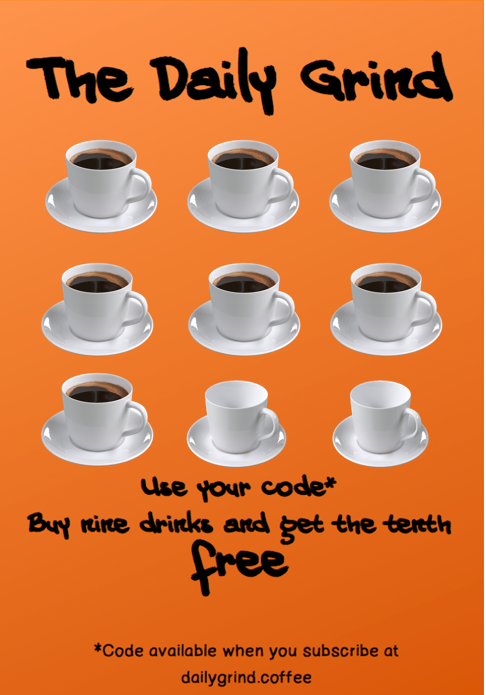 The Daily Grind
Use your code*
Buy nine drinks and get the tenth
free
*Code available when you subscribe at
dailygrind.coffee